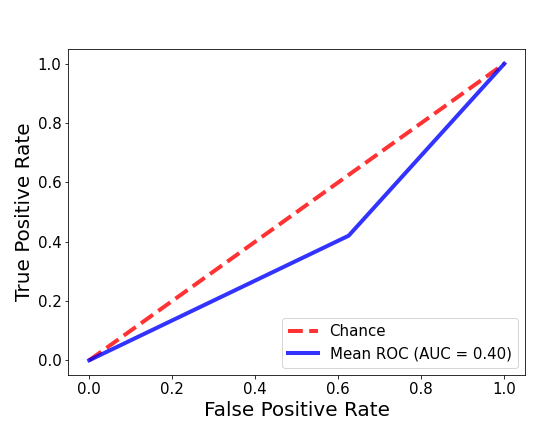 1.0
0.8
0.6
0.4
0.2
0.0
True Positive Rate
Chance
Mean ROC (AUC = 0.40)
0.0 0.2 0.4 0.6 0.8 1.0
False Positive Rate